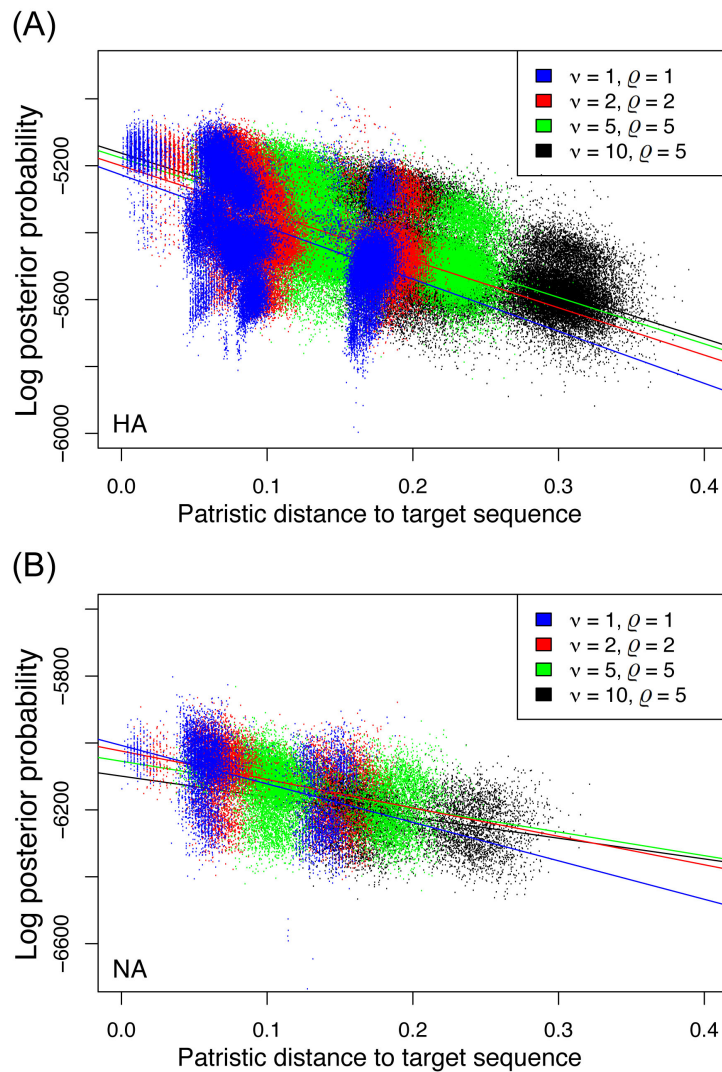 (A)
ν = 1, ϱ = 1
ν = 2, ϱ = 2
ν = 5, ϱ = 5
ν = 10, ϱ = 5
Log posterior probability
−5200
−5600
−6000
HA
0.0 0.1 0.2 0.3 0.4
Patristic distance to target sequence
(B)
ν = 1, ϱ = 1
ν = 2, ϱ = 2
ν = 5, ϱ = 5
ν = 10, ϱ = 5
Log posterior probability
−5800
−6200
−6600
NA
0.0 0.1 0.2 0.3 0.4
Patristic distance to target sequence